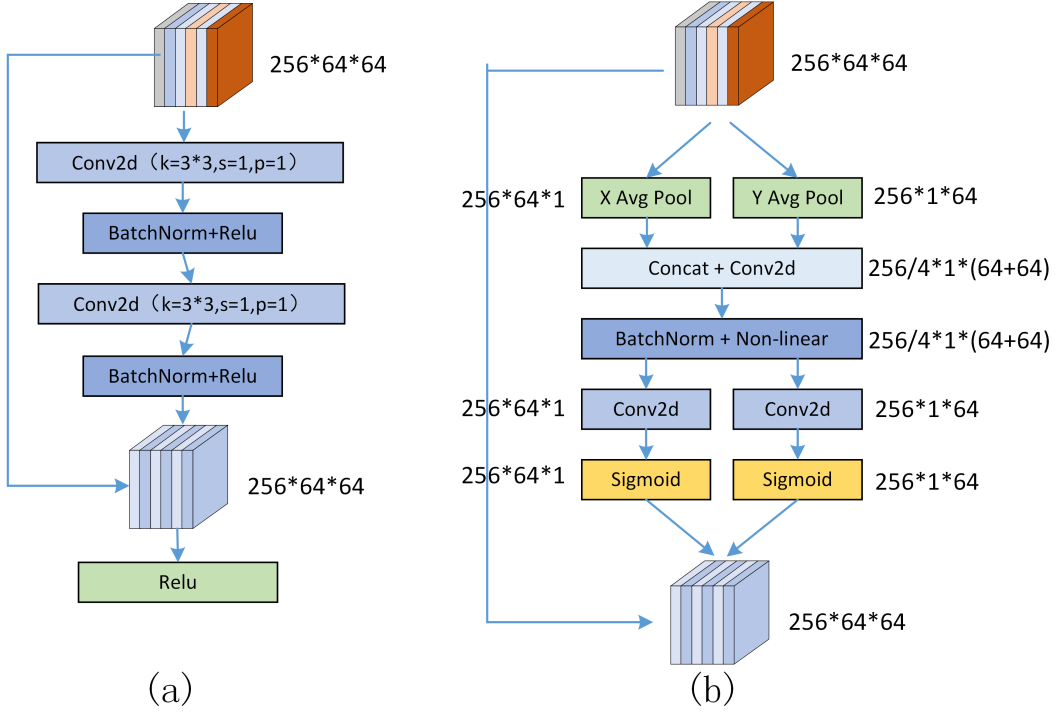 256*64*64
Conv2d（k=3*3,s=1,p=1）
BatchNorm+Relu
Conv2d（k=3*3,s=1,p=1）
BatchNorm+Relu
256*64*64
Relu
(a)
256*64*64
256*64*1
X Avg Pool
Y Avg Pool
256*1*64
Concat + Conv2d
256/4*1*(64+64)
BatchNorm + Non-linear
256/4*1*(64+64)
256*64*1
Conv2d
Conv2d
256*1*64
256*64*1
Sigmoid
Sigmoid
256*1*64
256*64*64
(b)